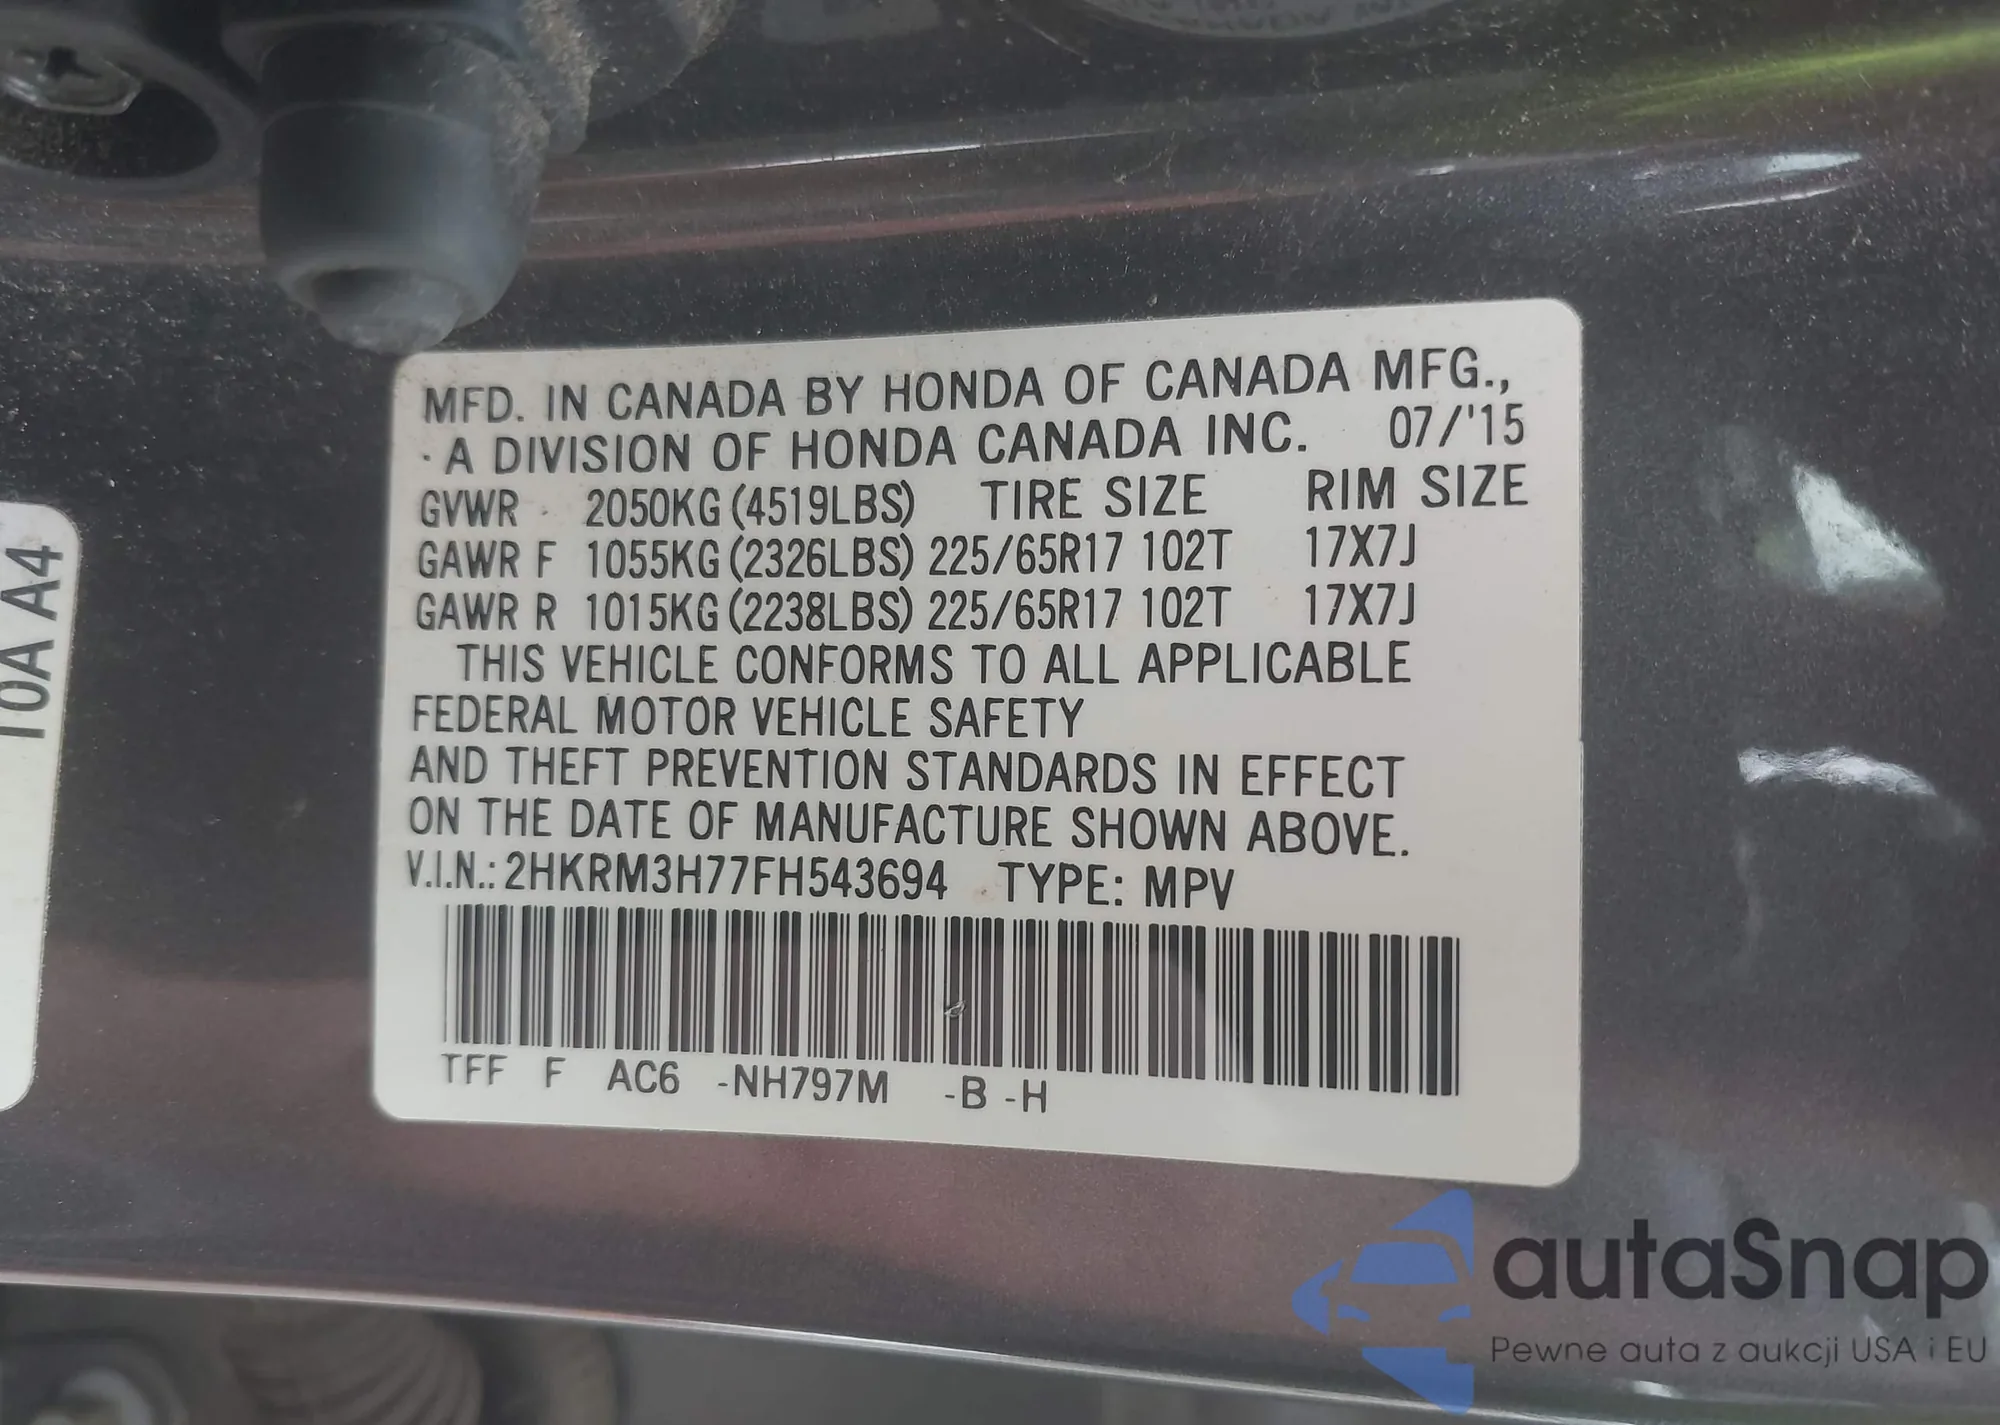 MFD. IN CANADA BY HONDA OF CANADA MFG.,
· A DIVISION OF HONDA CANADA INC. 07/'15
GVWR 2050KG (4519LBS) TIRE SIZE RIM SIZE
GAWR F 1055KG (2326LBS) 225/65R17 102T 17X7J
GAWR R 1015KG (2238LBS) 225/65R17 102T 17X7J
THIS VEHICLE CONFORMS TO ALL APPLICABLE
FEDERAL MOTOR VEHICLE SAFETY
AND THEFT PREVENTION STANDARDS IN EFFECT
ON THE DATE OF MANUFACTURE SHOWN ABOVE.
V.I.N.: 2HKRM3H77FH543694 TYPE: MPV
TFF F AC6 -NH797M -B -H
T0A A4
autaSnap
Pewne auta z aukcji USA i EU